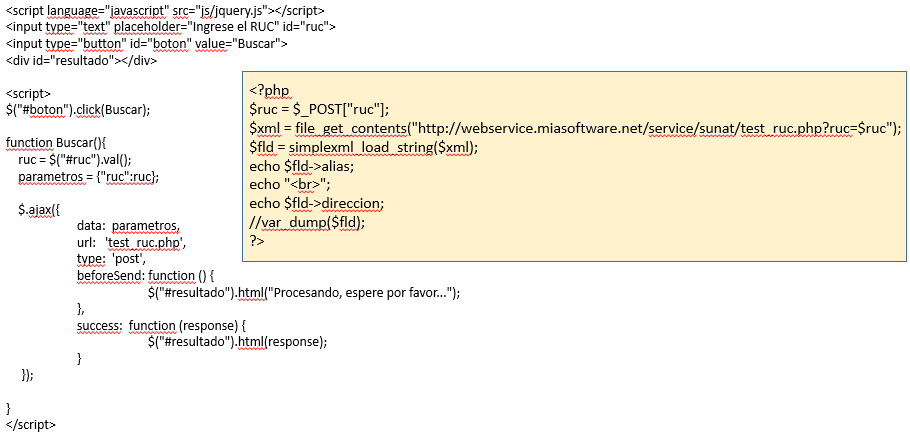 <script language="javascript" src="js/jquery.js"></script>
<input type="text" placeholder="Ingrese el RUC" id="ruc">
<input type="button" id="boton" value="Buscar">
<div id="resultado"></div>
<script>
$("#boton").click(Buscar);
function Buscar(){
ruc = $("#ruc").val();
parametros = {"ruc":ruc};
$.ajax({
data: parametros,
url: 'test_ruc.php',
type: 'post',
beforeSend: function () {
$("#resultado").html("Procesando, espere por favor...");
},
success: function (response) {
$("#resultado").html(response);
}
});
}
</script>
<?php
$ruc = $_POST["ruc"];
$xml = file_get_contents("http://webservice.miasoftware.net/service/sunat/test_ruc.php?ruc=$ruc");
$fld = simplexml_load_string($xml);
echo $fld->alias;
echo "<br>";
echo $fld->direccion;
//var_dump($fld);
?>